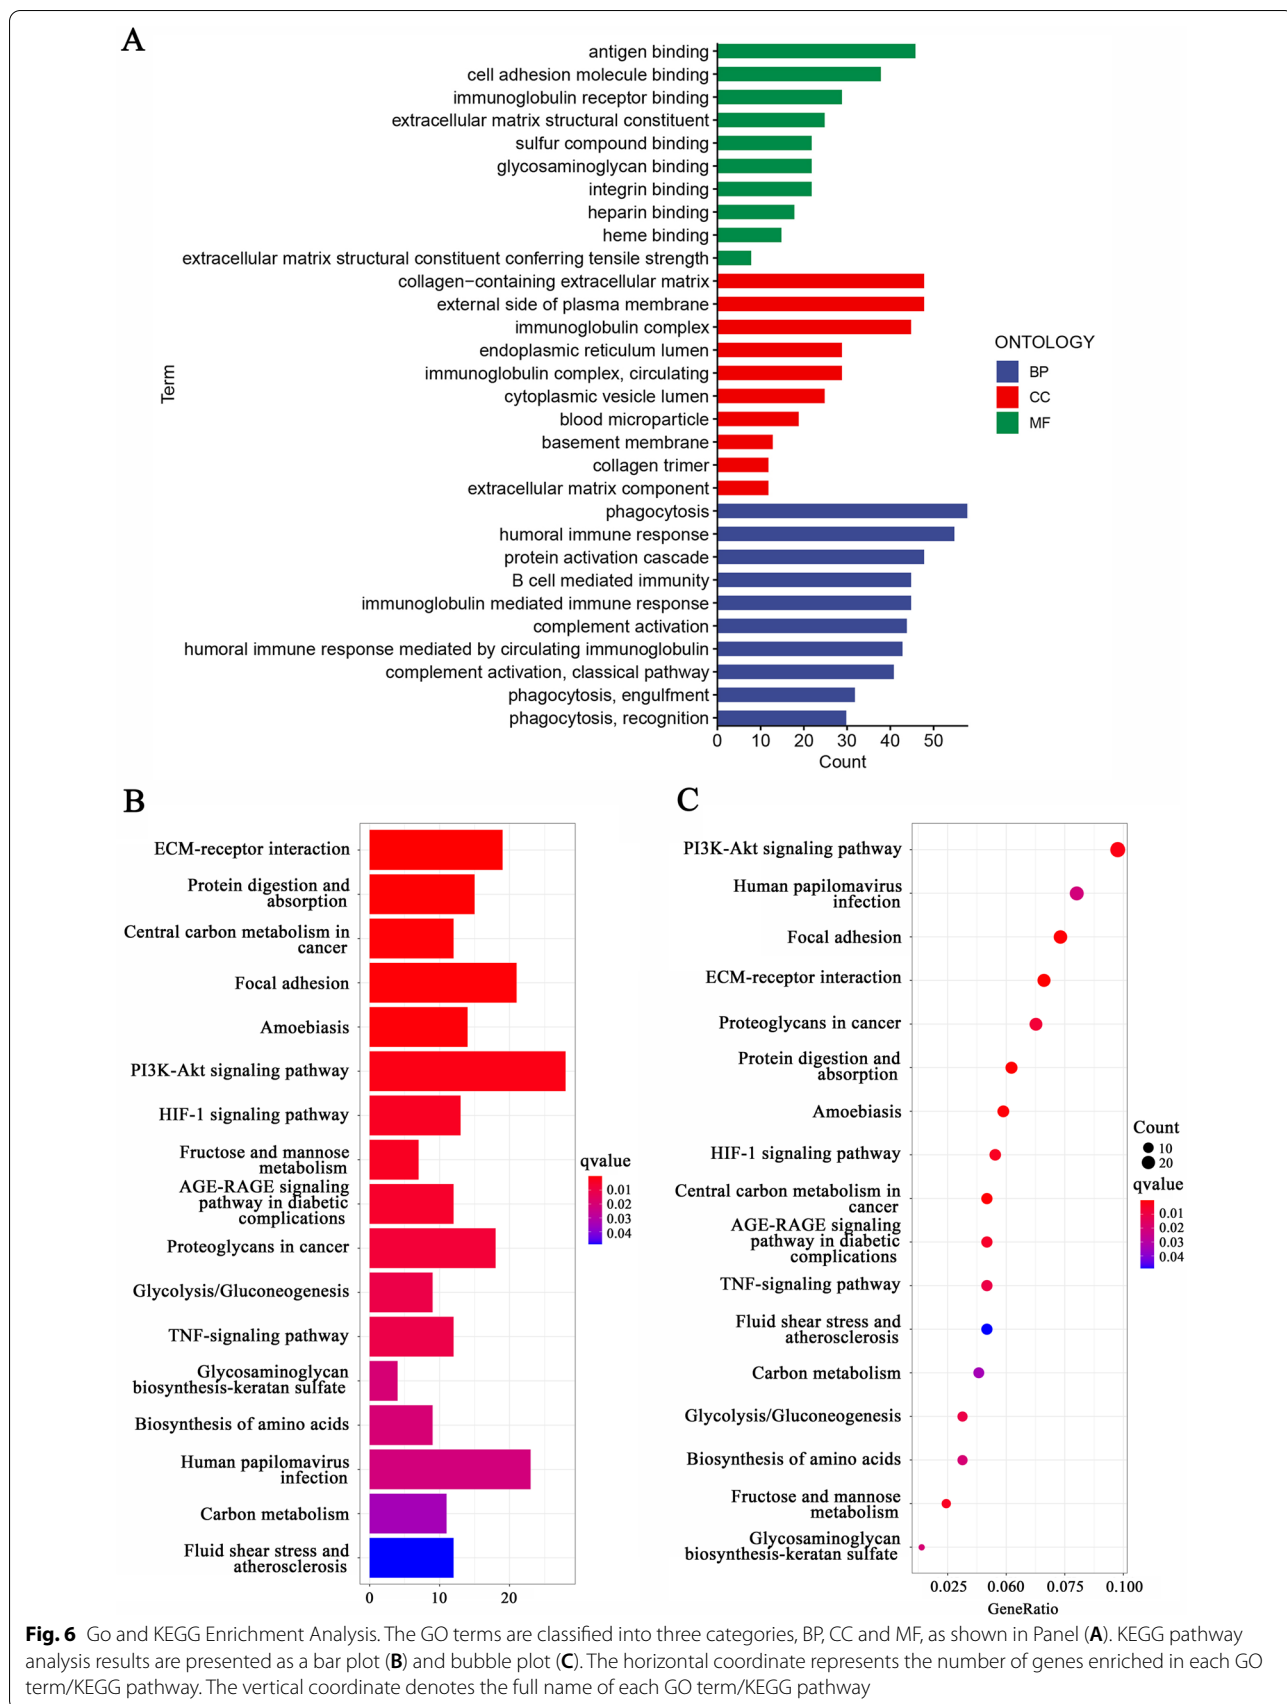 A
antigen binding
cell adhesion molecule binding
immunoglobulin receptor binding
extracellular matrix structural constituent
sulfur compound binding
glycosaminoglycan binding
integrin binding
heparin binding
heme binding
extracellular matrix structural constituent conferring tensile strength
collagen−containing extracellular matrix
external side of plasma membrane
immunoglobulin complex
endoplasmic reticulum lumen
immunoglobulin complex, circulating
cytoplasmic vesicle lumen
blood microparticle
basement membrane
collagen trimer
extracellular matrix component
phagocytosis
humoral immune response
protein activation cascade
B cell mediated immunity
immunoglobulin mediated immune response
complement activation
humoral immune response mediated by circulating immunoglobulin
complement activation, classical pathway
phagocytosis, engulfment
phagocytosis, recognition
Term
0 10 20 30 40 50
Count
ONTOLOGY
BP
CC
MF
B
ECM-receptor interaction
Protein digestion and
absorption
Central carbon metabolism in
cancer
Focal adhesion
Amoebiasis
PI3K-Akt signaling pathway
HIF-1 signaling pathway
Fructose and mannose
metabolism
AGE-RAGE signaling
pathway in diabetic
complications
Proteoglycans in cancer
Glycolysis/Gluconeogenesis
TNF-signaling pathway
Glycosaminoglycan
biosynthesis-keratan sulfate
Biosynthesis of amino acids
Human papilomavirus
infection
Carbon metabolism
Fluid shear stress and
atherosclerosis
0 10 20
qvalue
0.01
0.02
0.03
0.04
C
PI3K-Akt signaling pathway
Human papilomavirus
infection
Focal adhesion
ECM-receptor interaction
Proteoglycans in cancer
Protein digestion and
absorption
Amoebiasis
HIF-1 signaling pathway
Central carbon metabolism in
cancer
AGE-RAGE signaling
pathway in diabetic
complications
TNF-signaling pathway
Fluid shear stress and
atherosclerosis
Carbon metabolism
Glycolysis/Gluconeogenesis
Biosynthesis of amino acids
Fructose and mannose
metabolism
Glycosaminoglycan
biosynthesis-keratan sulfate
0.025 0.060 0.075 0.100
GeneRatio
Count
10
20
qvalue
0.01
0.02
0.03
0.04
Fig. 6 Go and KEGG Enrichment Analysis. The GO terms are classified into three categories, BP, CC and MF, as shown in Panel (A). KEGG pathway
analysis results are presented as a bar plot (B) and bubble plot (C). The horizontal coordinate represents the number of genes enriched in each GO
term/KEGG pathway. The vertical coordinate denotes the full name of each GO term/KEGG pathway